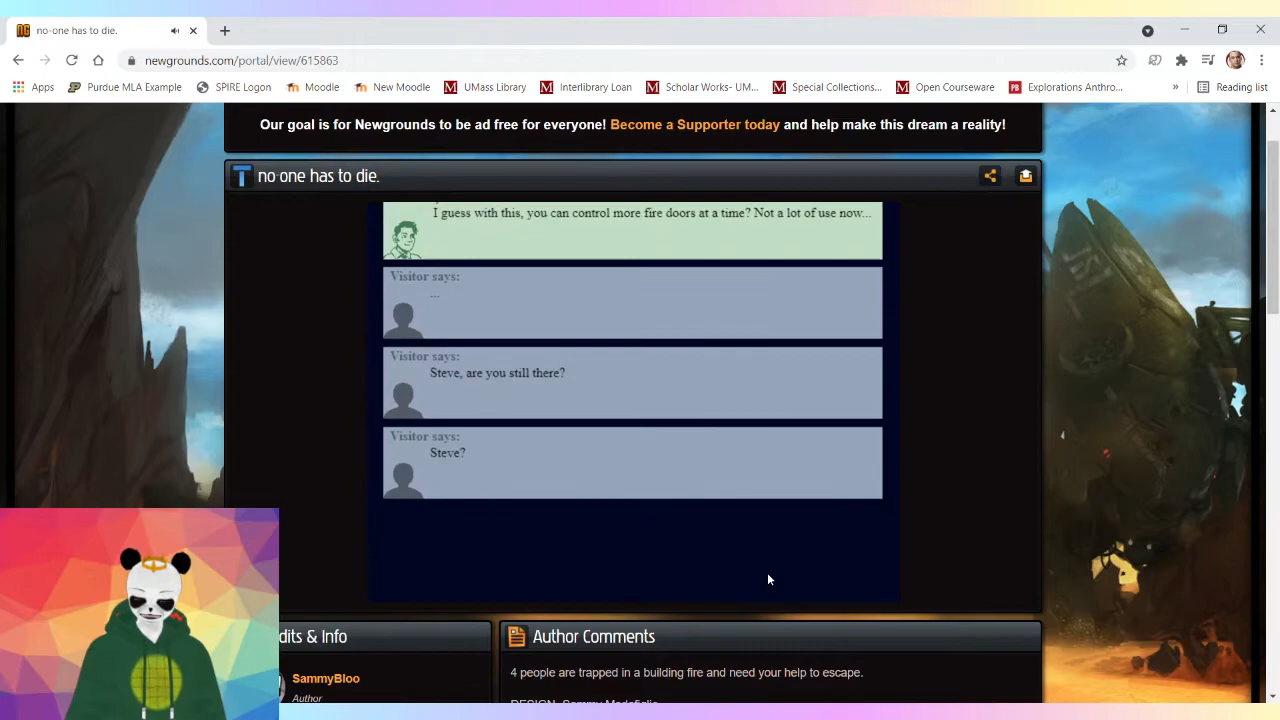 no-one has to die.
newgrounds.com/portal/view/615863
Apps
Purdue MLA Example
SPIRE Logon
Moodle
New Moodle
UMass Library
Interlibrary Loan
Scholar Works- UM...
Special Collections...
Open Courseware
Explorations Anthro...
»
Reading list
Our goal is for Newgrounds to be ad free for everyone! Become a Supporter today and help make this dream a reality!
T no-one has to die.
I guess with this, you can control more fire doors at a time? Not a lot of use now...
Visitor says:
...
Visitor says:
Steve, are you still there?
Visitor says:
Steve?
dits & Info
SammyBloo
Author
Author Comments
4 people are trapped in a building fire and need your help to escape.